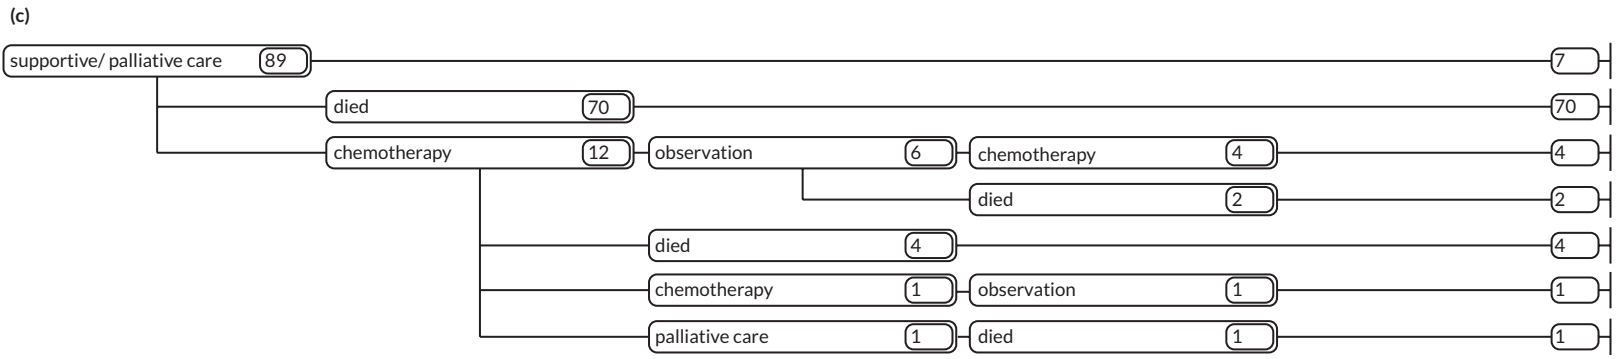 (c)
supportive/ palliative care 89 7
died 70 70
chemotherapy 12 observation 6 chemotherapy 4 4
died 2 2
died 4 4
chemotherapy 1 observation 1 1
palliative care 1 died 1 1